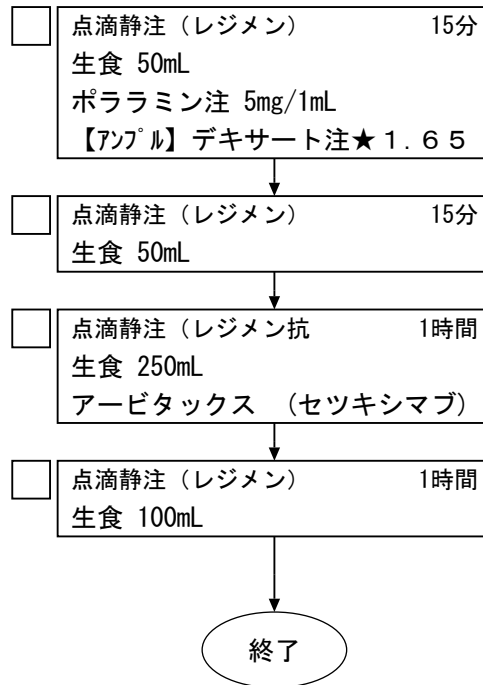 点滴静注（レジメン） 15分
生食 50mL
ポララミン注 5mg/1mL
【ｱﾝﾌﾟﾙ】デキサート注★１.６５
点滴静注（レジメン） 15分
生食 50mL
点滴静注（レジメン抗 1時間
生食 250mL
アービタックス （セツキシマブ）
点滴静注（レジメン） 1時間
生食 100mL
終了